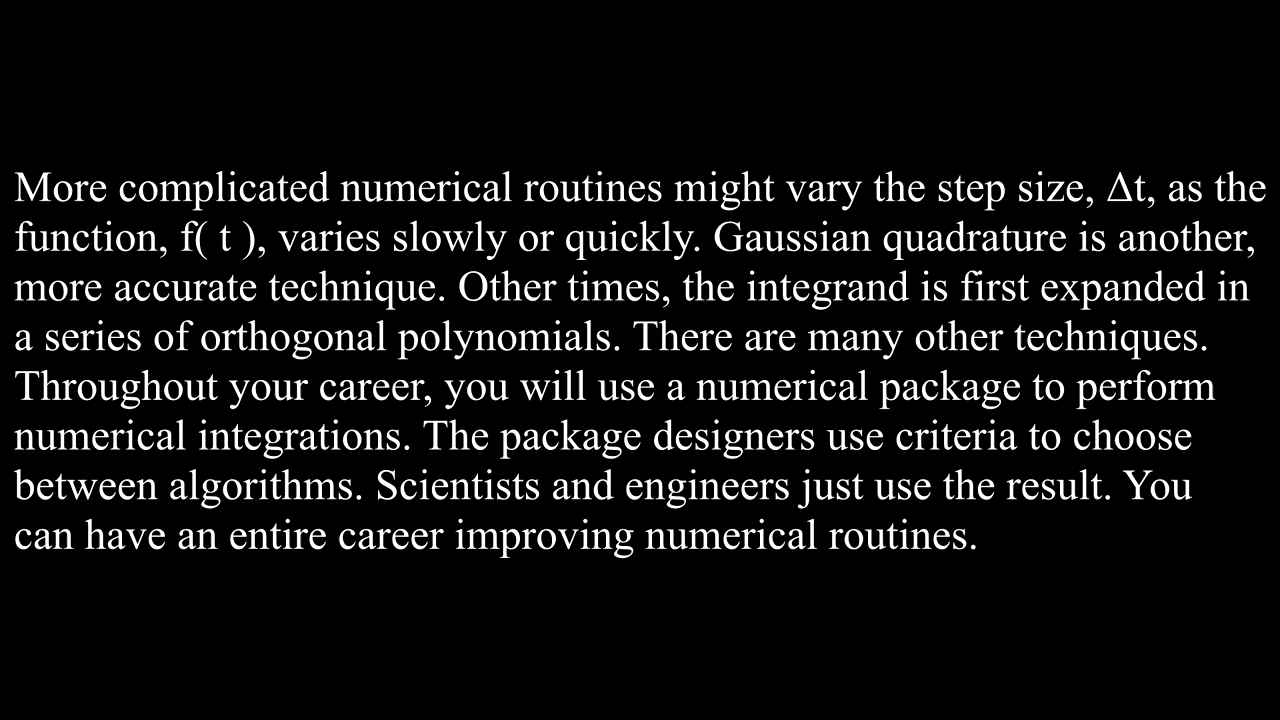 More complicated numerical routines might vary the step size, Δt, as the
function, f( t ), varies slowly or quickly. Gaussian quadrature is another,
more accurate technique. Other times, the integrand is first expanded in
a series of orthogonal polynomials. There are many other techniques.
Throughout your career, you will use a numerical package to perform
numerical integrations. The package designers use criteria to choose
between algorithms. Scientists and engineers just use the result. You
can have an entire career improving numerical routines.